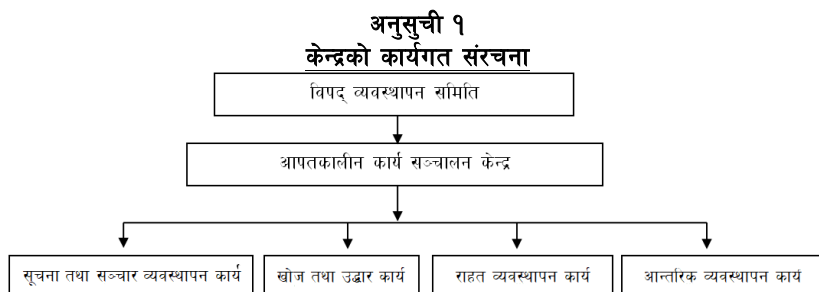 अनुसुची १
केन्द्रको कार्यगत संरचना
विपद् व्यवस्थापन समिति
आपतकालीन कार्य सञ्चालन केन्द्र
सूचना तथा सञ्चार व्यवस्थापन कार्य
खोज तथा उद्धार कार्य
राहत व्यवस्थापन कार्य
आन्तरिक व्यवस्थापन कार्य